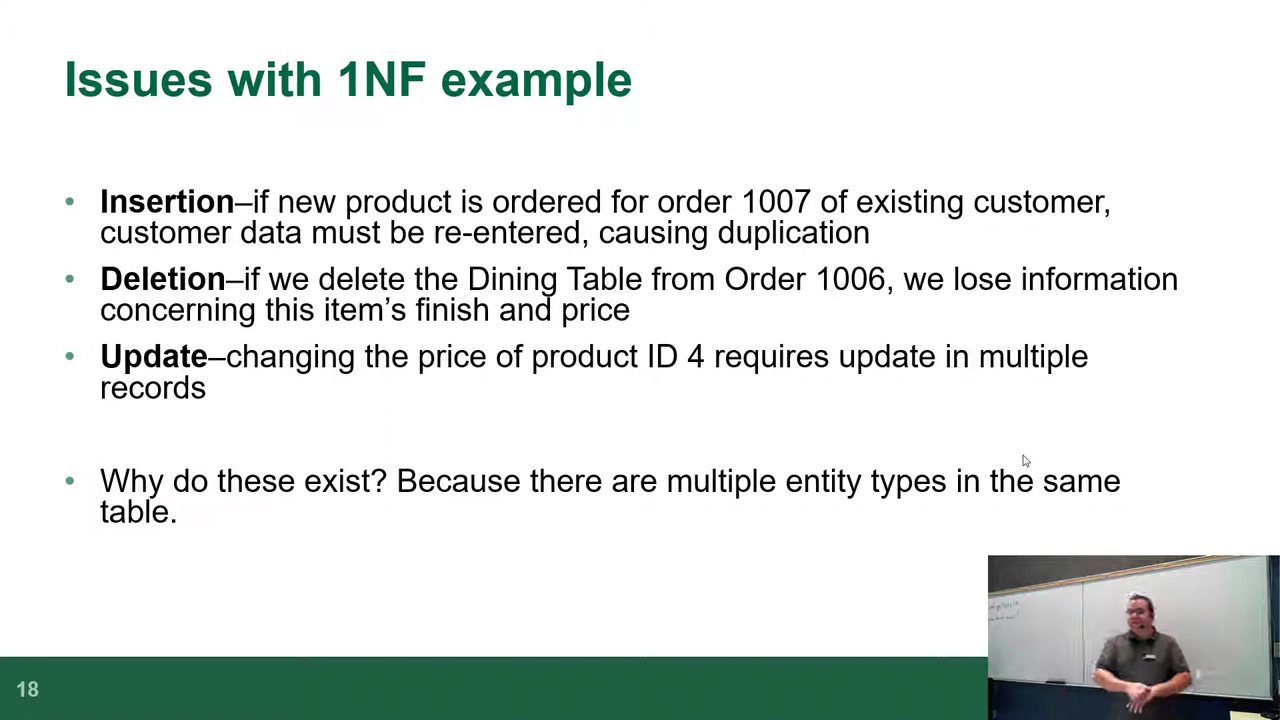 Issues with 1NF example
• Insertion–if new product is ordered for order 1007 of existing customer,
customer data must be re-entered, causing duplication
• Deletion–if we delete the Dining Table from Order 1006, we lose information
concerning this item’s finish and price
• Update–changing the price of product ID 4 requires update in multiple
records
• Why do these exist? Because there are multiple entity types in the same
table.
18